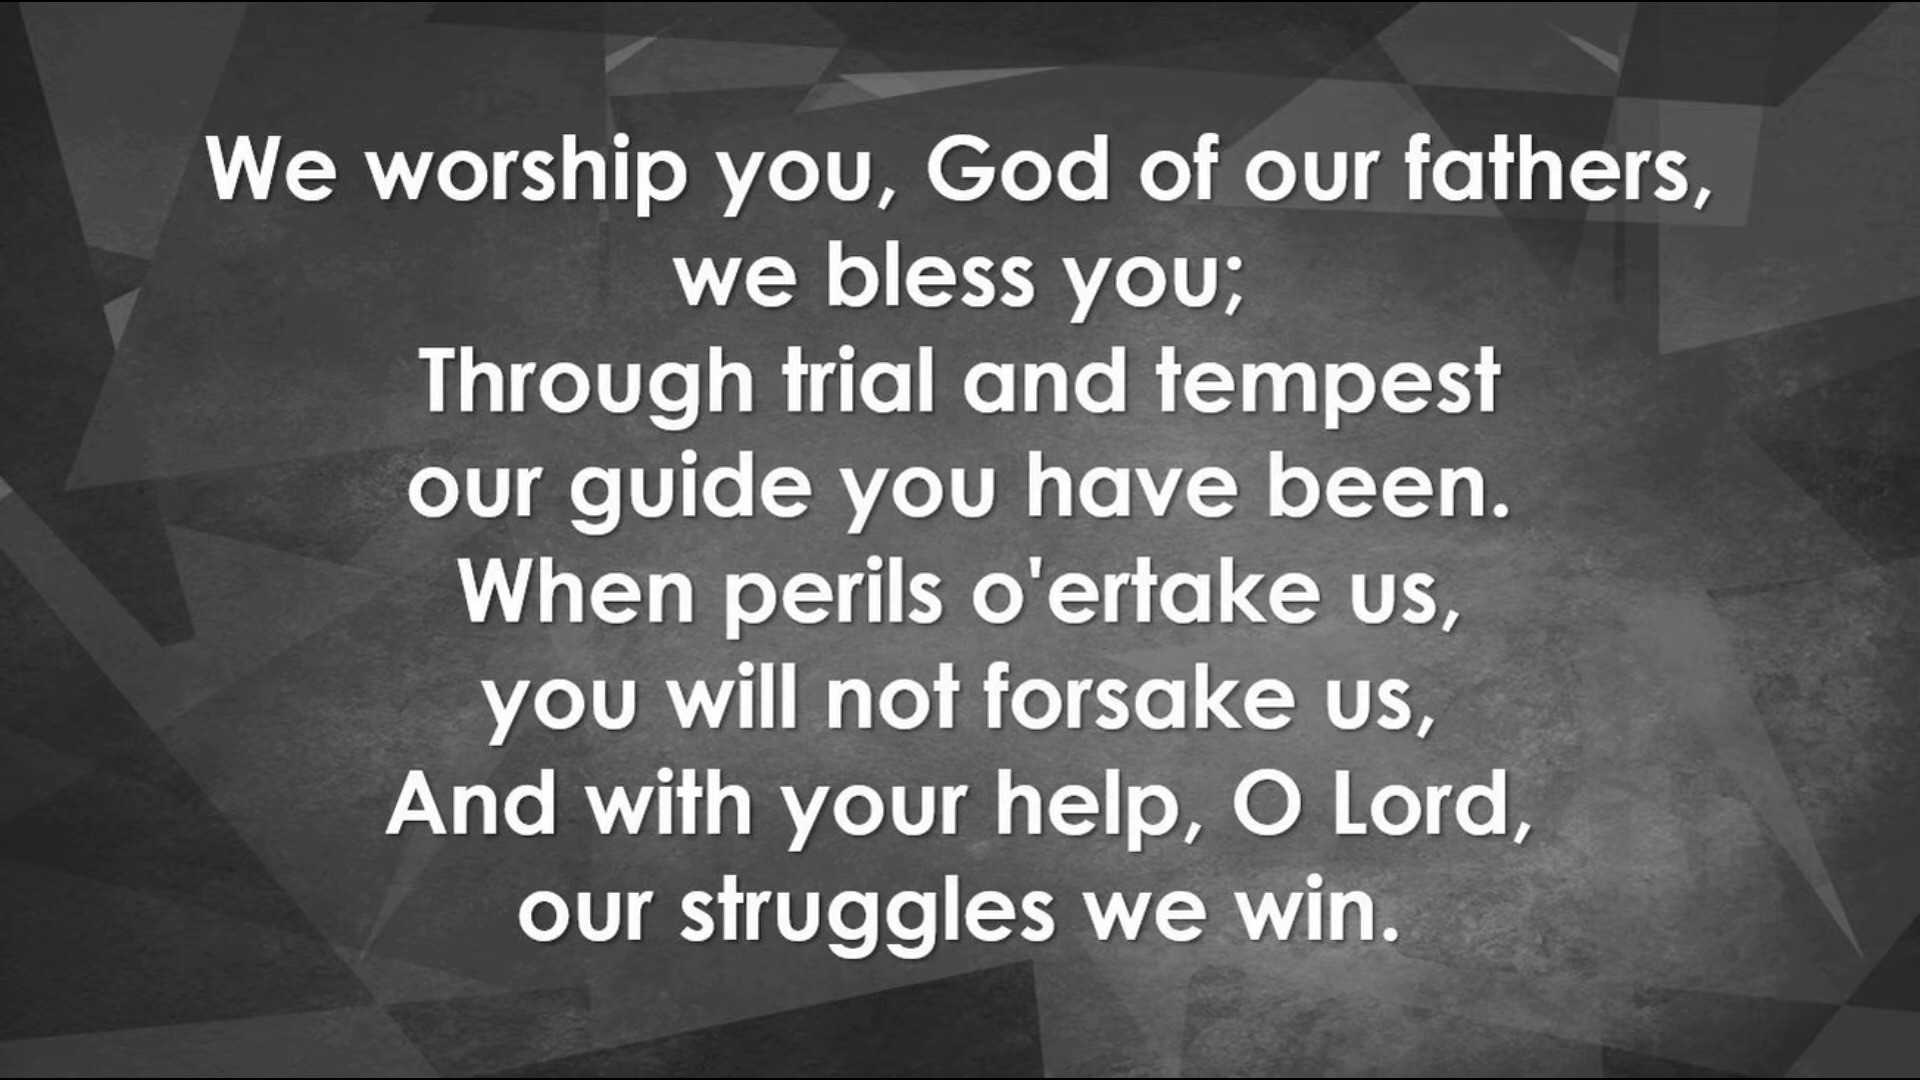 We worship you, God of our fathers,
we bless you;
Through trial and tempest
our guide you have been.
When perils o'ertake us,
you will not forsake us,
And with your help, O Lord,
our struggles we win.